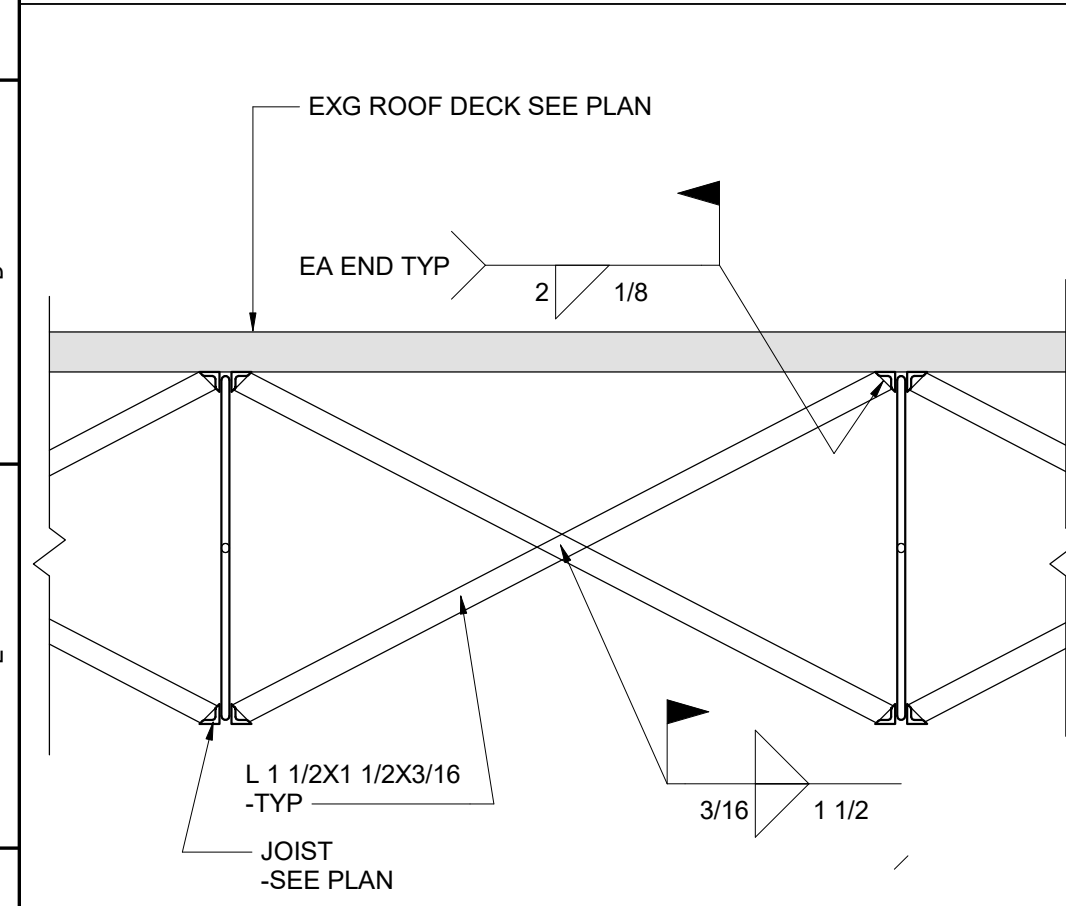 EXG ROOF DECK SEE PLAN
EA END TYP
2 1/8
L 1 1/2X1 1/2X3/16
-TYP
3/16 1 1/2
JOIST
-SEE PLAN